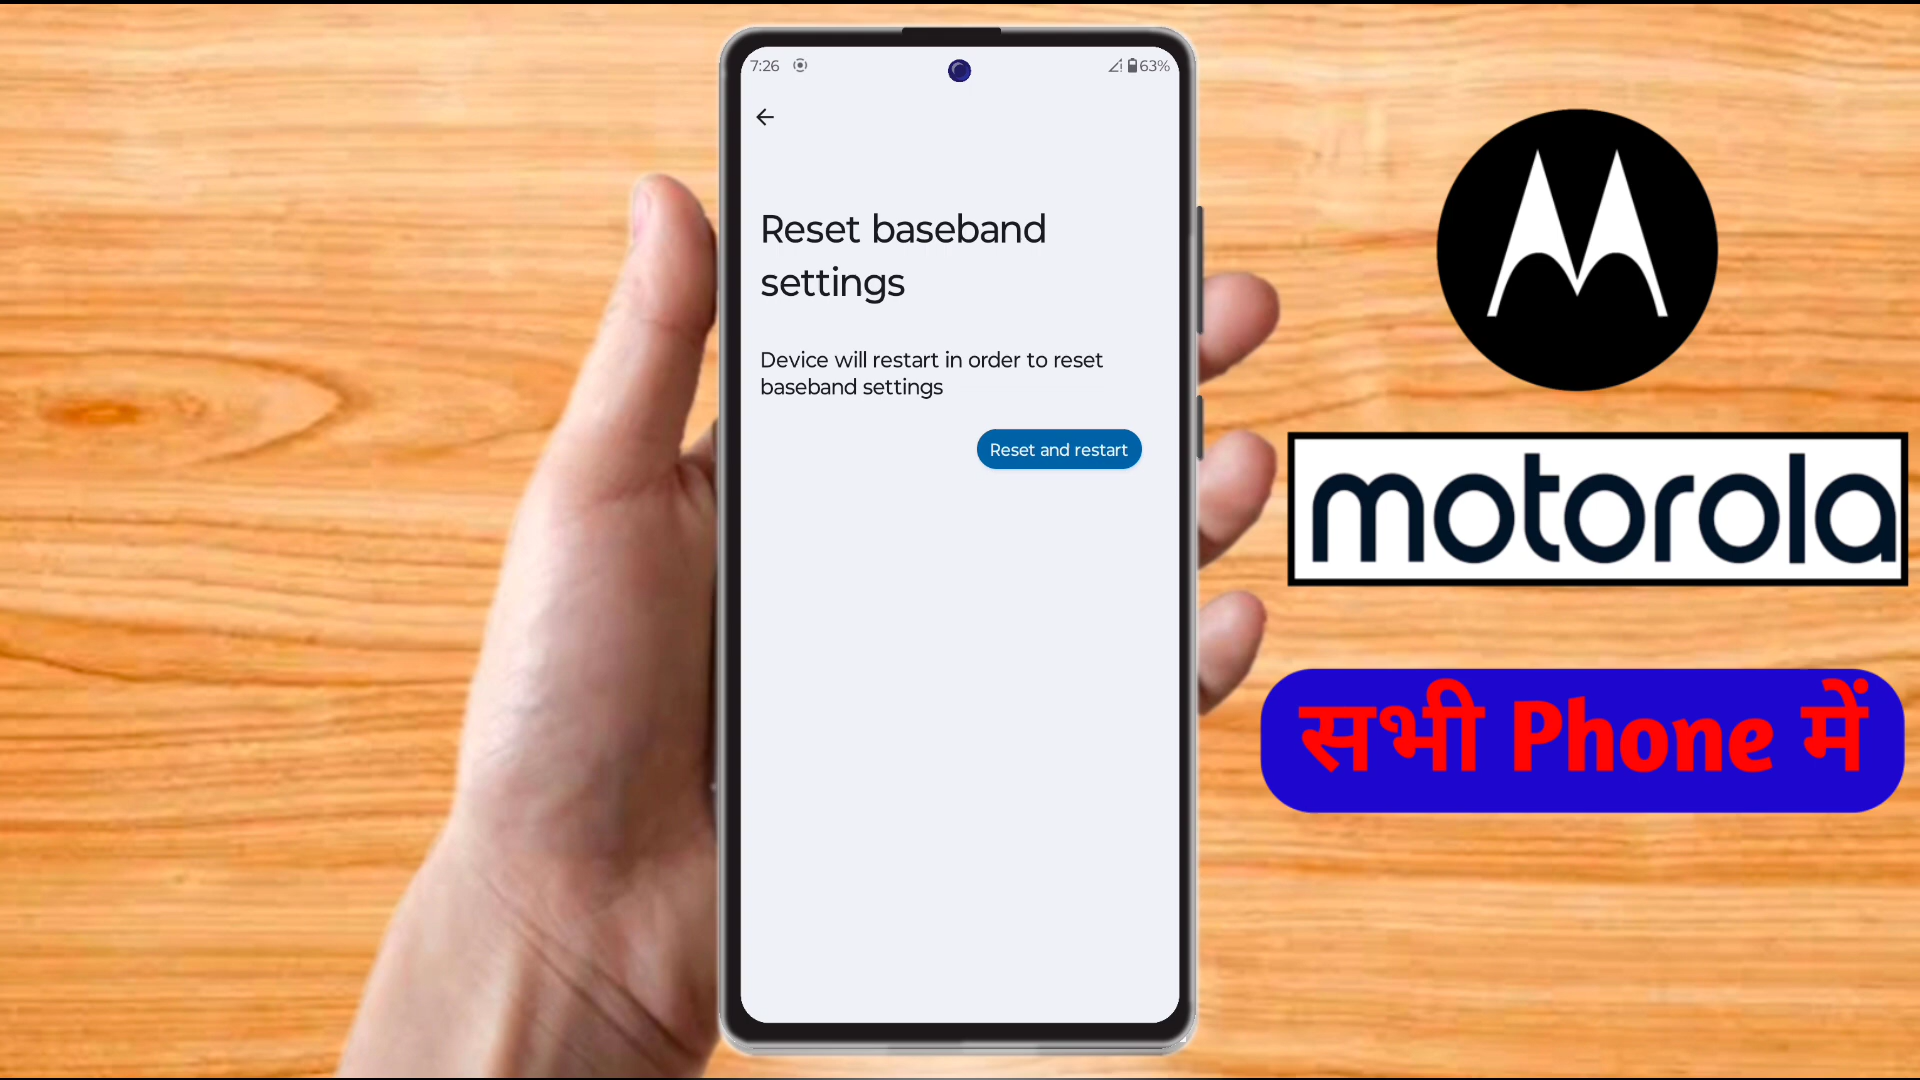 7:26
63%
Reset baseband
settings
Device will restart in order to reset
baseband settings
Reset and restart
motorola
सभी Phone में